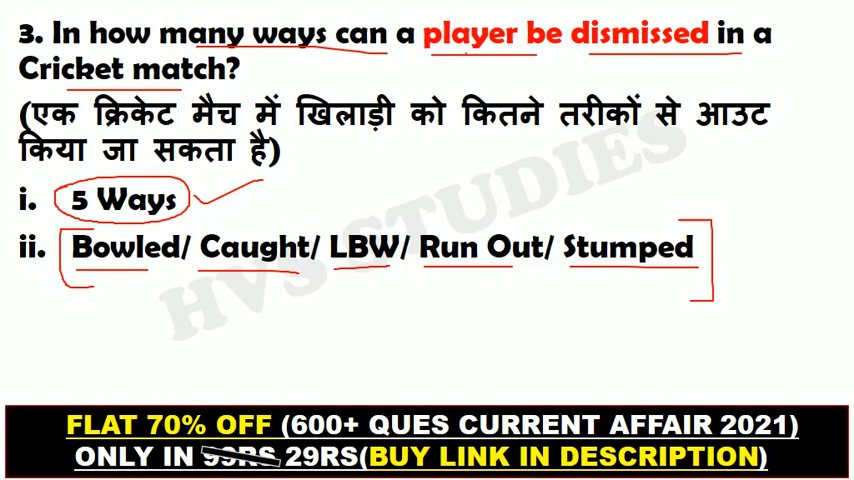 3. In how many ways can a player be dismissed in a
Cricket match?
(एक क्रिकेट मैच में खिलाड़ी को कितने तरीकों से आउट
किया जा सकता है)
i. 5 Ways
ii. Bowled/ Caught/ LBW/ Run Out/ Stumped
HVS STUDIES
FLAT 70% OFF (600+ QUES CURRENT AFFAIR 2021)
ONLY IN 99RS 29RS(BUY LINK IN DESCRIPTION)